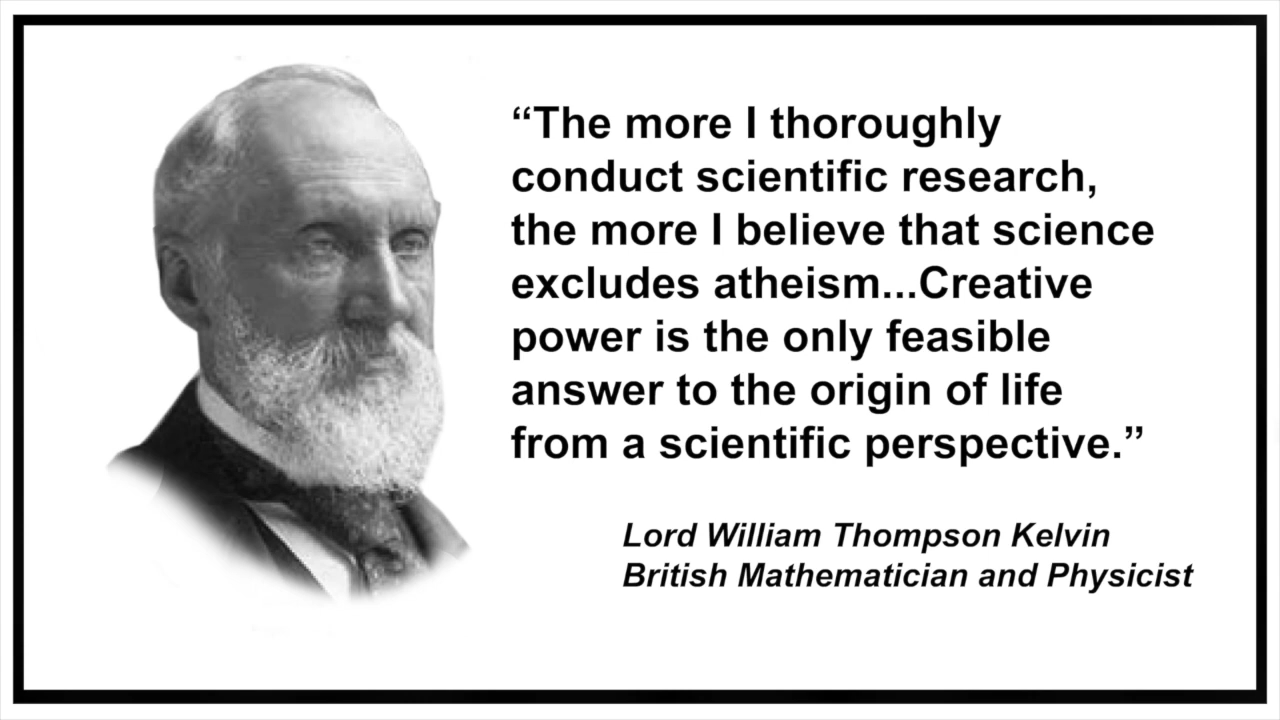 “The more I thoroughly
conduct scientific research,
the more I believe that science
excludes atheism...Creative
power is the only feasible
answer to the origin of life
from a scientific perspective.”
Lord William Thompson Kelvin
British Mathematician and Physicist